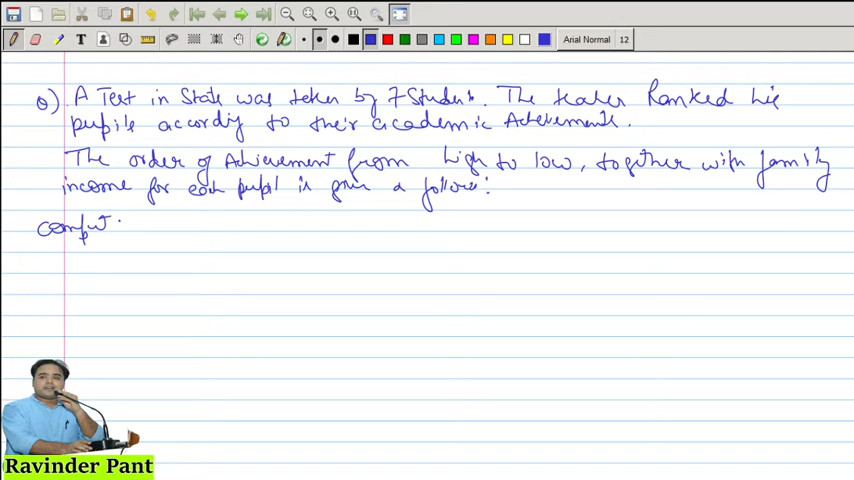 Arial Normal 12
Q) A Test in Stats was taken by 7 Student. The teacher Ranked his
pupils according to their academic Achievements.
The order of Achievement from high to low, together with family
income for each pupil is given as follows:
comput
Ravinder Pant